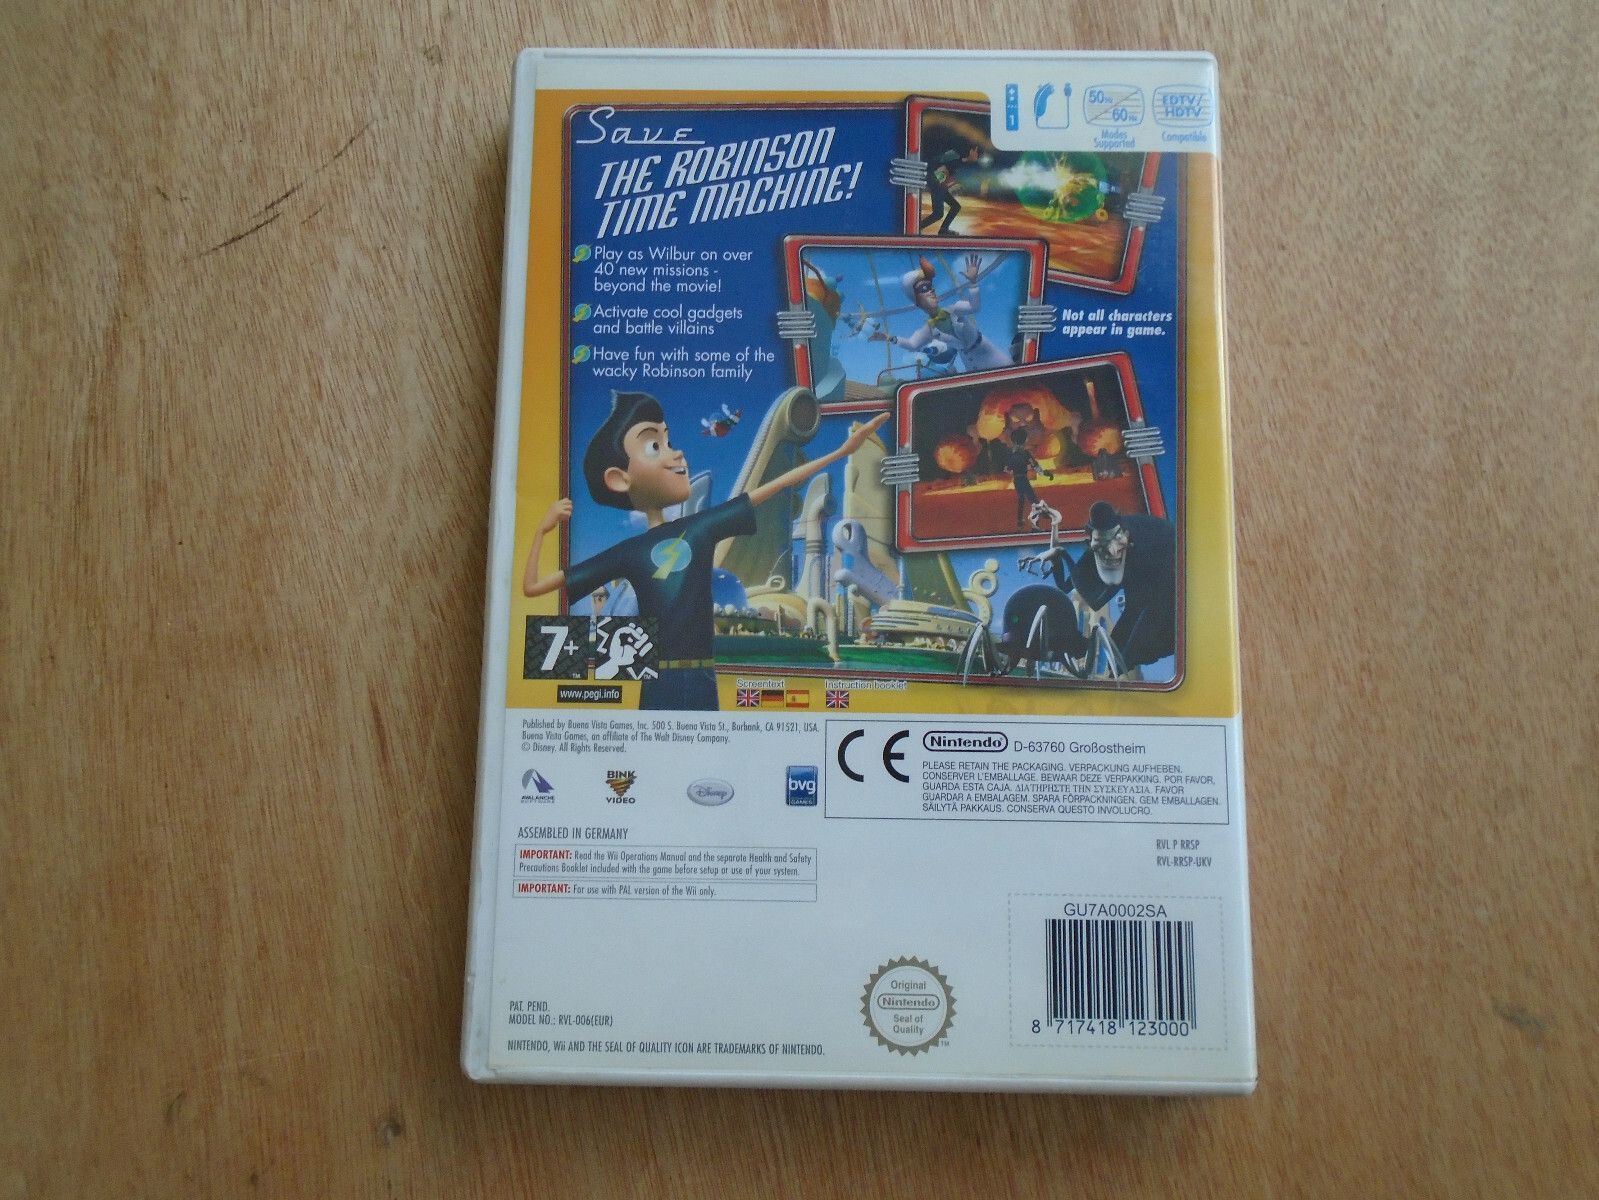 Save
THE ROBINSON
TIME MACHINE!
Play as Wilbur on over
40 new missions -
beyond the movie!
Activate cool gadgets
and battle villains
Have fun with some of the
wacky Robinson family
1
50Hz
60Hz
Modes
Supported
EDTV/
HDTV
Compatible
Not all characters
appear in game.
7+
TM
TM
www.pegi.info
Screentext
Instruction booklet
Published by Buena Vista Games, Inc. 500 S. Buena Vista St., Burbank, CA 91521, USA.
Buena Vista Games, an affiliate of The Walt Disney Company.
© Disney. All Rights Reserved.
AVALANCHE
SOFTWARE
BINK
VIDEO
Disney
bvg
GAMES
CE
Nintendo D-63760 Großostheim
PLEASE RETAIN THE PACKAGING. VERPACKUNG AUFHEBEN.
CONSERVER L'EMBALLAGE. BEWAAR DEZE VERPAKKING. POR FAVOR,
GUARDA ESTA CAJA. ΔΙΑΤΗΡΗΣΤΕ ΤΗΝ ΣΥΣΚΕΥΑΣΙΑ. FAVOR
GUARDAR A EMBALAGEM. SPARA FÖRPACKNINGEN. GEM EMBALLAGEN.
SÄILYTÄ PAKKAUS. CONSERVA QUESTO INVOLUCRO.
ASSEMBLED IN GERMANY
IMPORTANT: Read the Wii Operations Manual and the separate Health and Safety
Precautions Booklet included with the game before setup or use of your system.
IMPORTANT: For use with PAL version of the Wii only.
RVL P RRSP
RVL-RRSP-UKV
GU7A0002SA
8 717418 123000
Original
Nintendo
Seal of
Quality
TM
PAT. PEND.
MODEL NO.: RVL-006(EUR)
NINTENDO, Wii AND THE SEAL OF QUALITY ICON ARE TRADEMARKS OF NINTENDO.